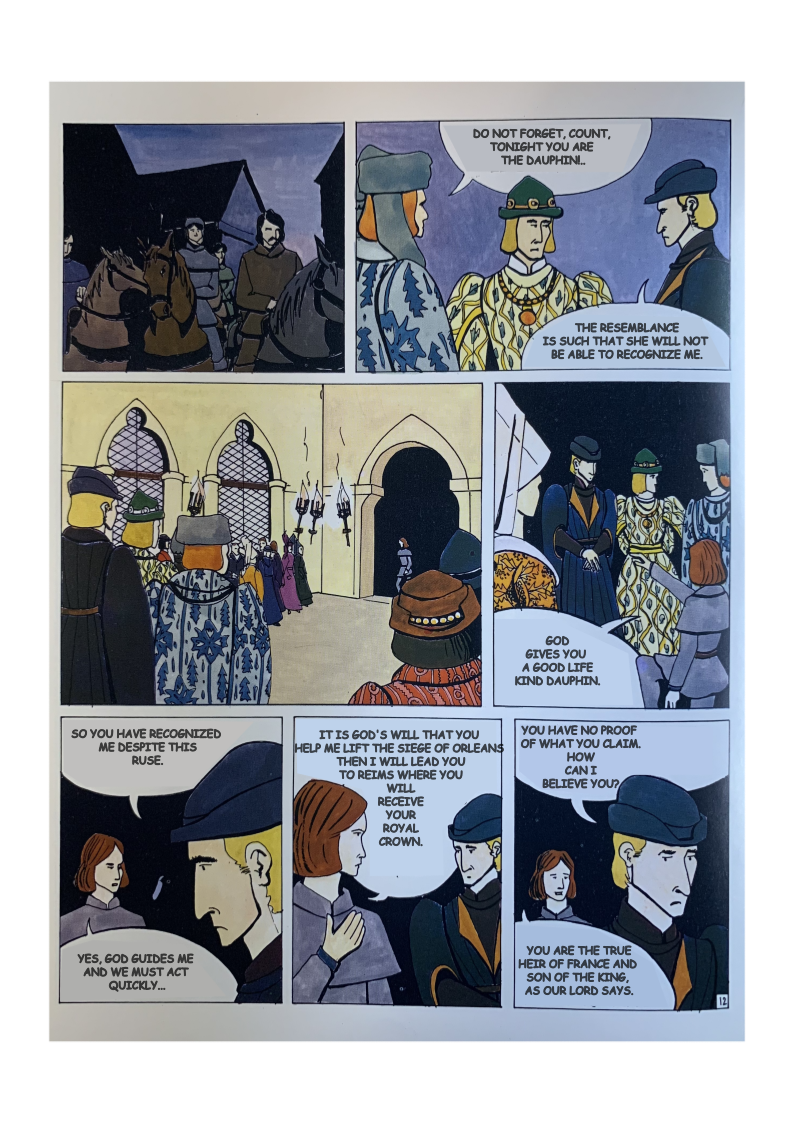 DO NOT FORGET, COUNT,
TONIGHT YOU ARE
THE DAUPHIN!..
THE RESEMBLANCE
IS SUCH THAT SHE WILL NOT
BE ABLE TO RECOGNIZE ME.
GOD
GIVES YOU
A GOOD LIFE
KIND DAUPHIN.
SO YOU HAVE RECOGNIZED
ME DESPITE THIS
RUSE.
YES, GOD GUIDES ME
AND WE MUST ACT
QUICKLY...
IT IS GOD'S WILL THAT YOU
HELP ME LIFT THE SIEGE OF ORLEANS
THEN I WILL LEAD YOU
TO REIMS WHERE YOU
WILL
RECEIVE
YOUR
ROYAL
CROWN.
YOU HAVE NO PROOF
OF WHAT YOU CLAIM.
HOW
CAN I
BELIEVE YOU?
YOU ARE THE TRUE
HEIR OF FRANCE AND
SON OF THE KING,
AS OUR LORD SAYS.
12